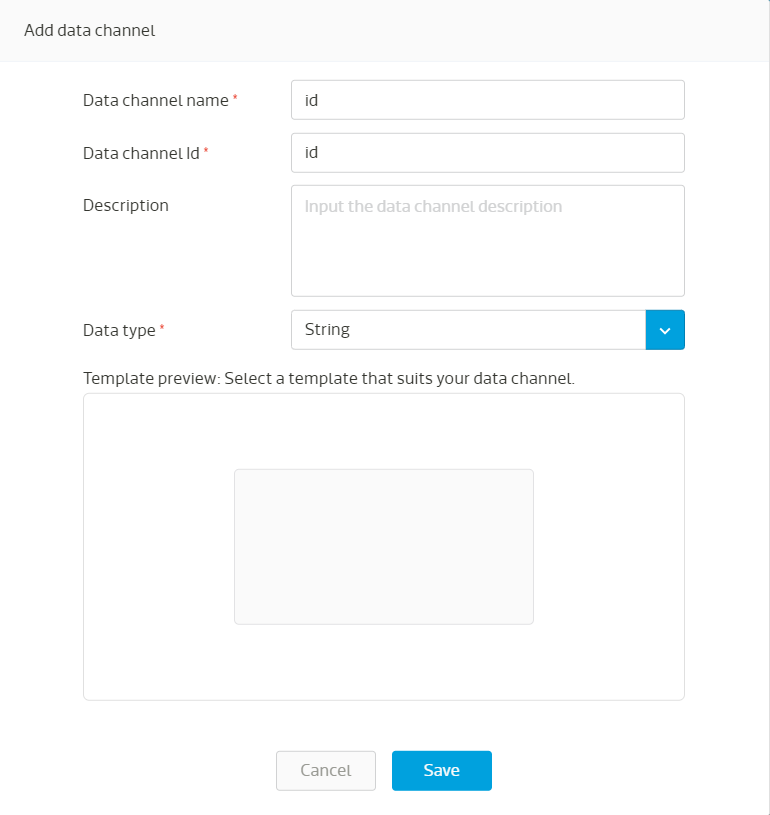 Add data channel
Data channel name * id
Data channel Id * id
Description Input the data channel description
Data type * String
Template preview: Select a template that suits your data channel.
Cancel Save